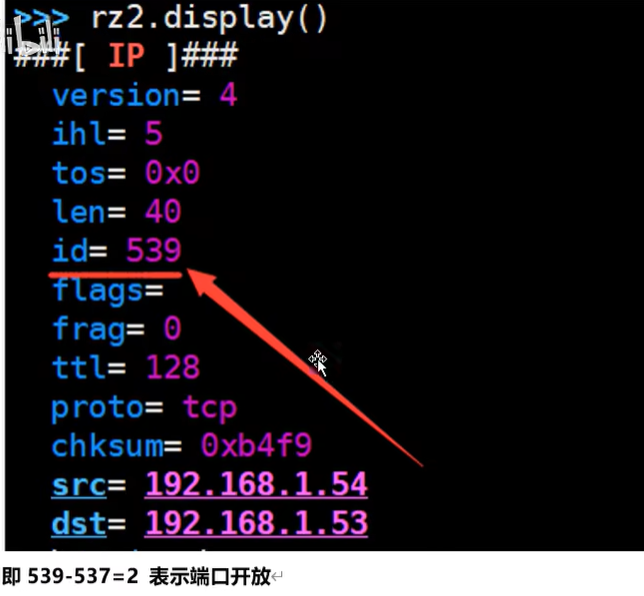 >>> rz2.display()
###[ IP ]###
version= 4
ihl= 5
tos= 0x0
len= 40
id= 539
flags=
frag= 0
ttl= 128
proto= tcp
chksum= 0xb4f9
src= 192.168.1.54
dst= 192.168.1.53
即 539-537=2 表示端口开放